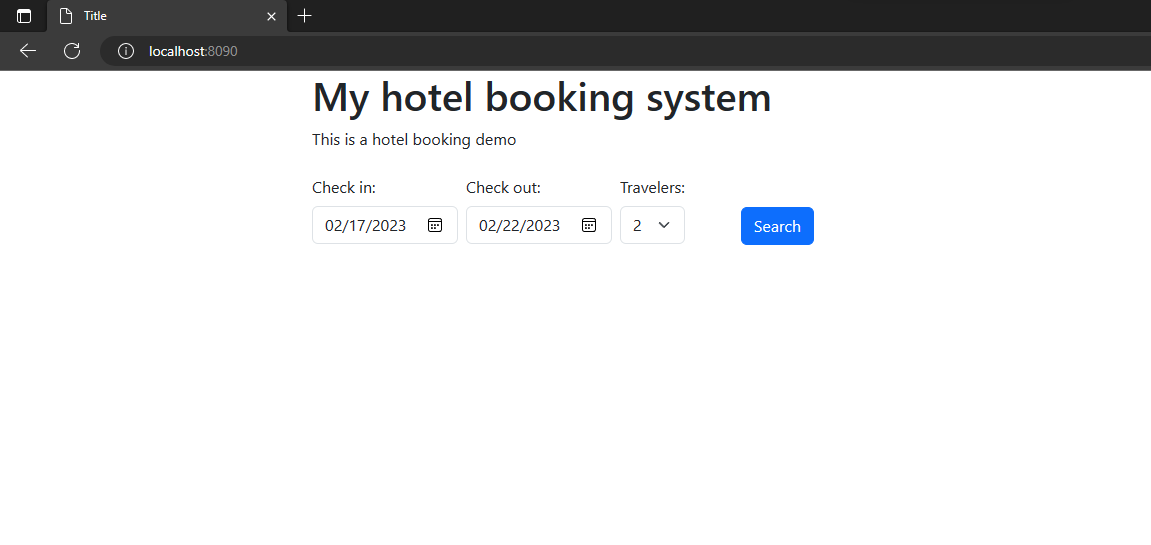 Title
localhost:8090
My hotel booking system
This is a hotel booking demo
Check in: Check out: Travelers:
02/17/2023 02/22/2023 2 Search